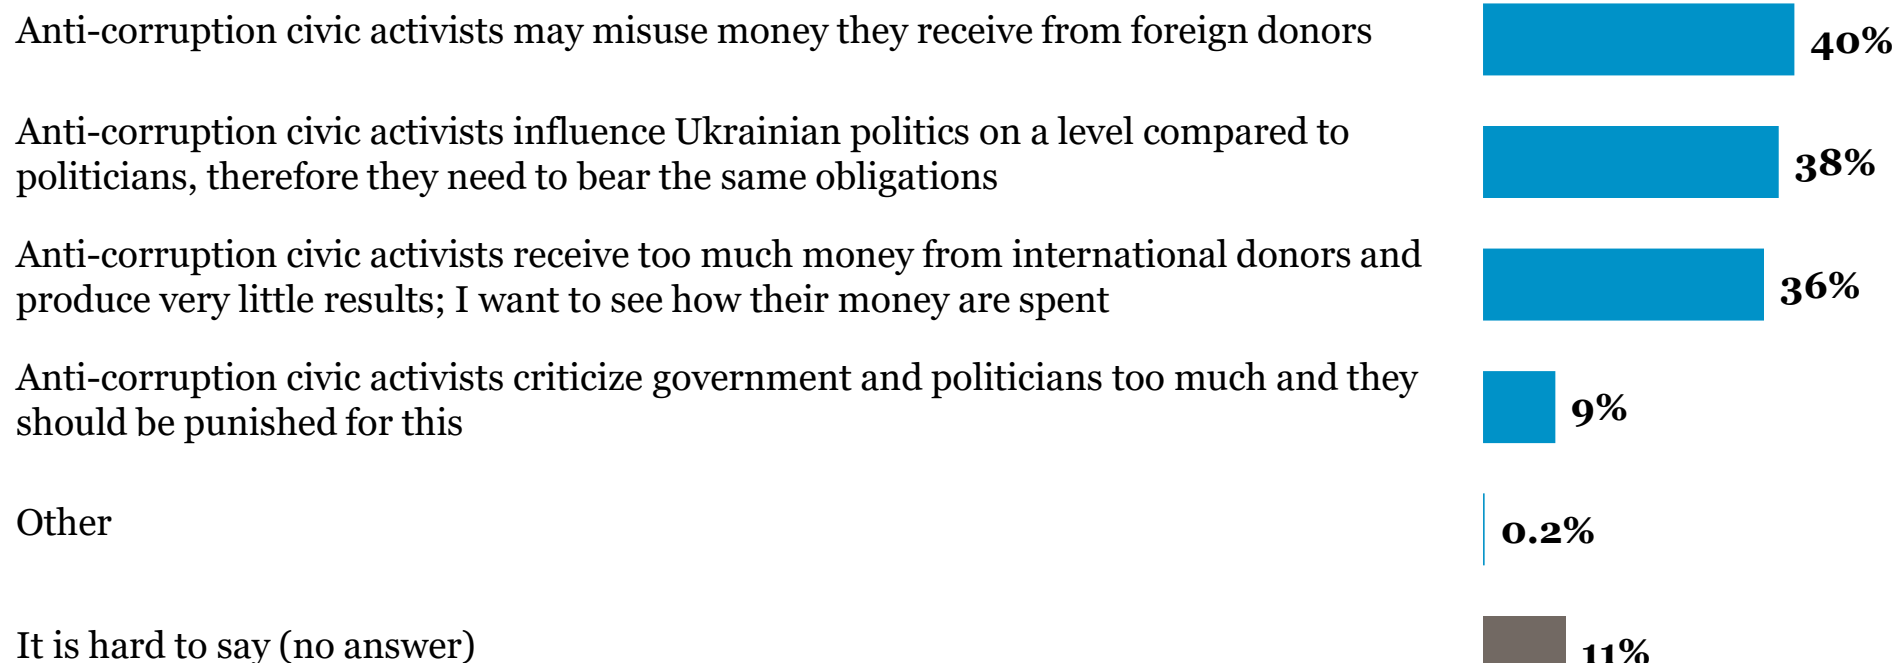 Anti-corruption civic activists may misuse money they receive from foreign donors
40%
Anti-corruption civic activists influence Ukrainian politics on a level compared to
politicians, therefore they need to bear the same obligations
38%
Anti-corruption civic activists receive too much money from international donors and
produce very little results; I want to see how their money are spent
36%
Anti-corruption civic activists criticize government and politicians too much and they
should be punished for this
9%
Other
0.2%
It is hard to say (no answer)
11%